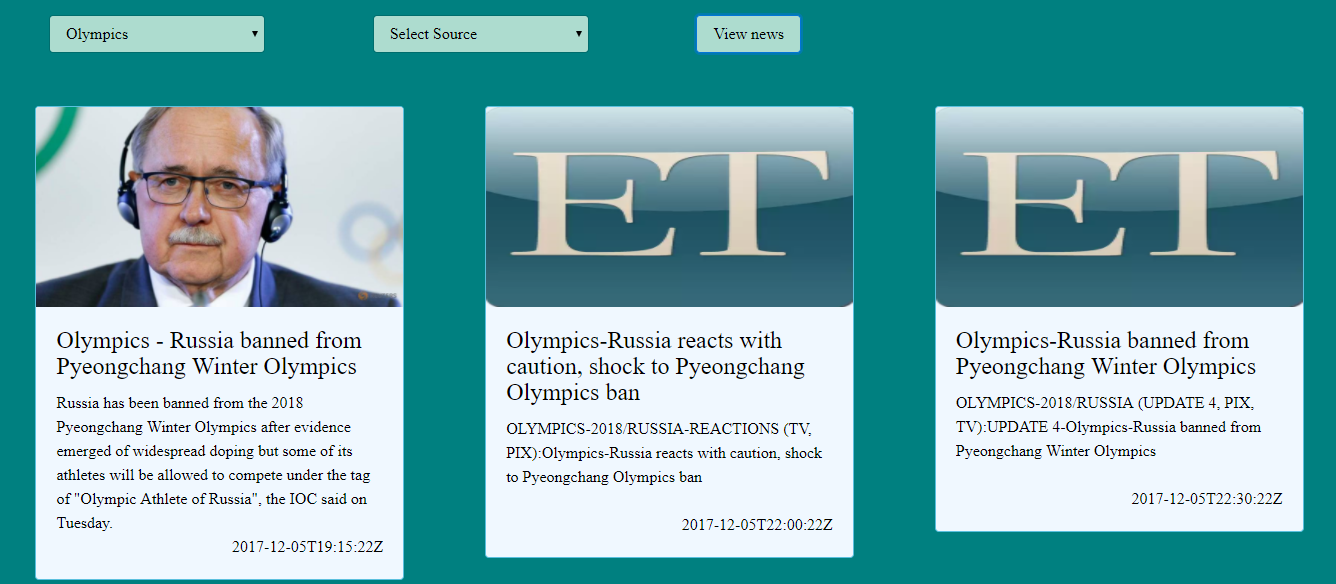 Olympics
Select Source
View news
Olympics - Russia banned from
Pyeongchang Winter Olympics
Russia has been banned from the 2018
Pyeongchang Winter Olympics after evidence
emerged of widespread doping but some of its
athletes will be allowed to compete under the tag
of "Olympic Athlete of Russia", the IOC said on
Tuesday.
2017-12-05T19:15:22Z
ET
Olympics-Russia reacts with
caution, shock to Pyeongchang
Olympics ban
OLYMPICS-2018/RUSSIA-REACTIONS (TV,
PIX):Olympics-Russia reacts with caution, shock
to Pyeongchang Olympics ban
2017-12-05T22:00:22Z
ET
Olympics-Russia banned from
Pyeongchang Winter Olympics
OLYMPICS-2018/RUSSIA (UPDATE 4, PIX,
TV):UPDATE 4-Olympics-Russia banned from
Pyeongchang Winter Olympics
2017-12-05T22:30:22Z